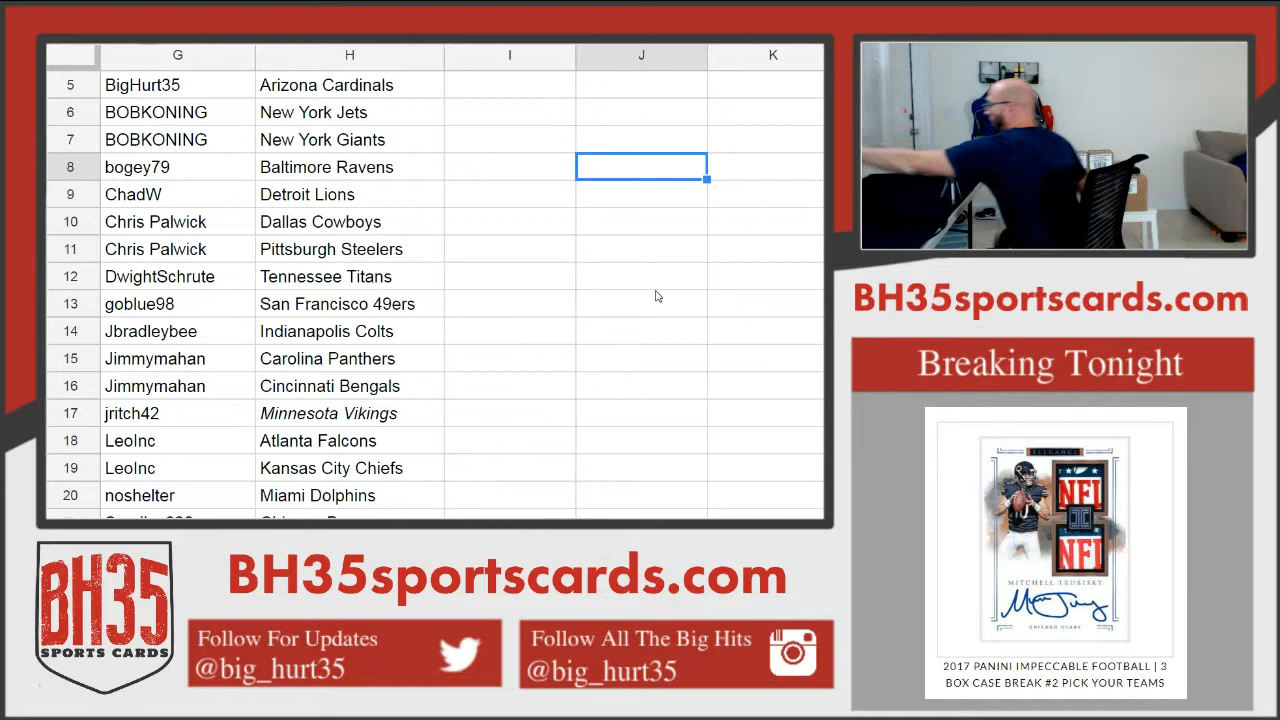 G H I J K
5 BigHurt35 Arizona Cardinals
6 BOBKONING New York Jets
7 BOBKONING New York Giants
8 bogey79 Baltimore Ravens
9 ChadW Detroit Lions
10 Chris Palwick Dallas Cowboys
11 Chris Palwick Pittsburgh Steelers
12 DwightSchrute Tennessee Titans
13 goblue98 San Francisco 49ers
14 Jbradleybee Indianapolis Colts
15 Jimmymahan Carolina Panthers
16 Jimmymahan Cincinnati Bengals
17 jritch42 Minnesota Vikings
18 LeoInc Atlanta Falcons
19 LeoInc Kansas City Chiefs
20 noshelter Miami Dolphins
BH35sportscards.com
Breaking Tonight
ELEGANCE
NFL
NFL
MITCHELL TRUBISKY
CHICAGO BEARS
2017 PANINI IMPECCABLE FOOTBALL | 3
BOX CASE BREAK #2 PICK YOUR TEAMS
BH35
SPORTS CARDS
BH35sportscards.com
Follow For Updates
@big_hurt35
Follow All The Big Hits
@big_hurt35